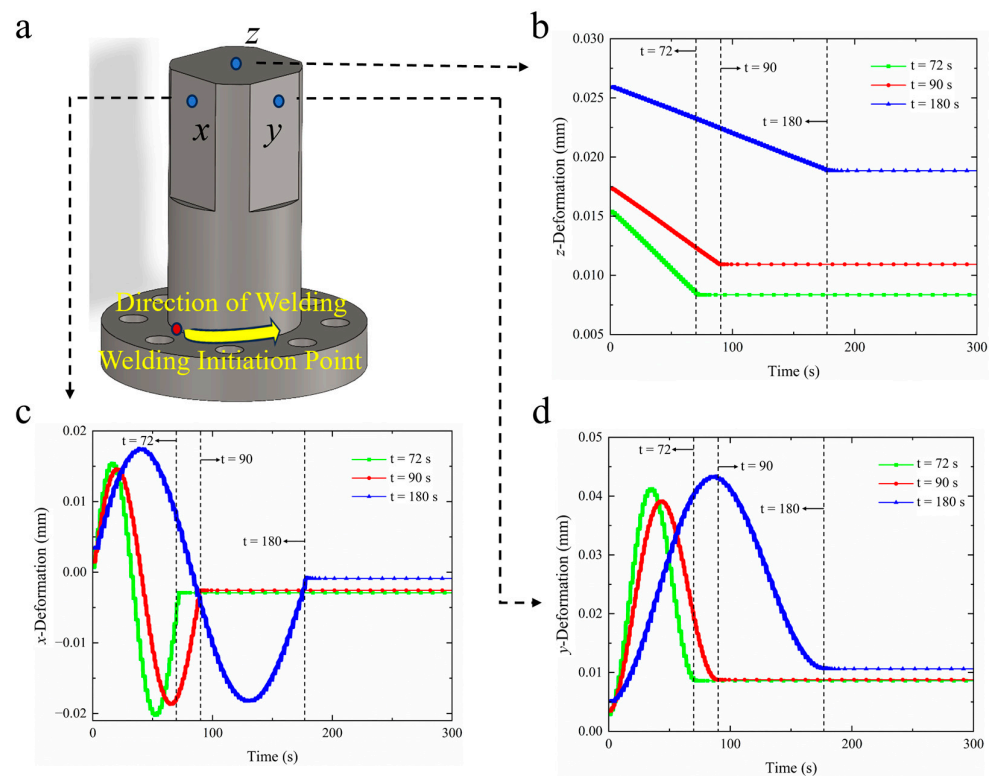 a
z
x
y
Direction of Welding
Welding Initiation Point
b
0.030
0.025
0.020
0.015
0.010
0.005
z-Deformation (mm)
t = 72
t = 90
t = 180
t = 72 s
t = 90 s
t = 180 s
0
100
200
300
Time (s)
c
0.02
0.01
0.00
−0.01
−0.02
x-Deformation (mm)
t = 72
t = 90
t = 180
t = 72 s
t = 90 s
t = 180 s
0
100
200
300
Time (s)
d
0.05
0.04
0.03
0.02
0.01
0.00
y-Deformation (mm)
t = 72
t = 90
t = 180
t = 72 s
t = 90 s
t = 180 s
0
100
200
300
Time (s)